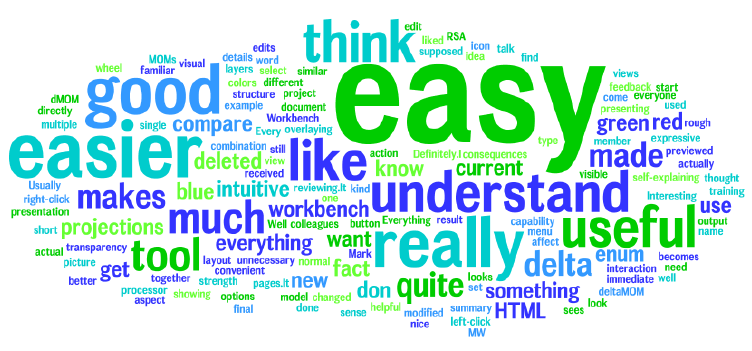 edit
think
liked
RSA
icon
talk
supposed
idea
find
MOMs
visual
details
edits
word
wheel
familiar
layers
select
similar
easy
views
good
colors
different
feedback
start
dMOM
structure
project
come
everyone
directly
example
document
presenting
used
multiple
single
compare
Workbench
typo
green
red
rough
Every
overlaying
member
expressive
easier
combination
still
like
action
Definitely.I
consequences
made
previewed
deleted
view
know
current
visible
actually
received
self-explaining
thought
Usually
blue
intuitive
reviewing.it
kind
understand
Interesting
training
right-click
makes
one
use
presentation
much
workbench
button
Everything
result
capability
useful
output
short
projections
Well
colleagues
really
menu
name
actual
transparency
tool
everything
want
Mark
affect
delta
enum
becomes
picture
get
layout
unnecessary
normal
fact
interaction
need
better
together
convenient
looks
immediate
well
processor
strength
pages.it
new
don
quite
set
something
deltaMOM
aspect
showing
options
model
changed
HTML
sees
look
final
done
sense
helpful
modified
summary
nice
left-click
MW